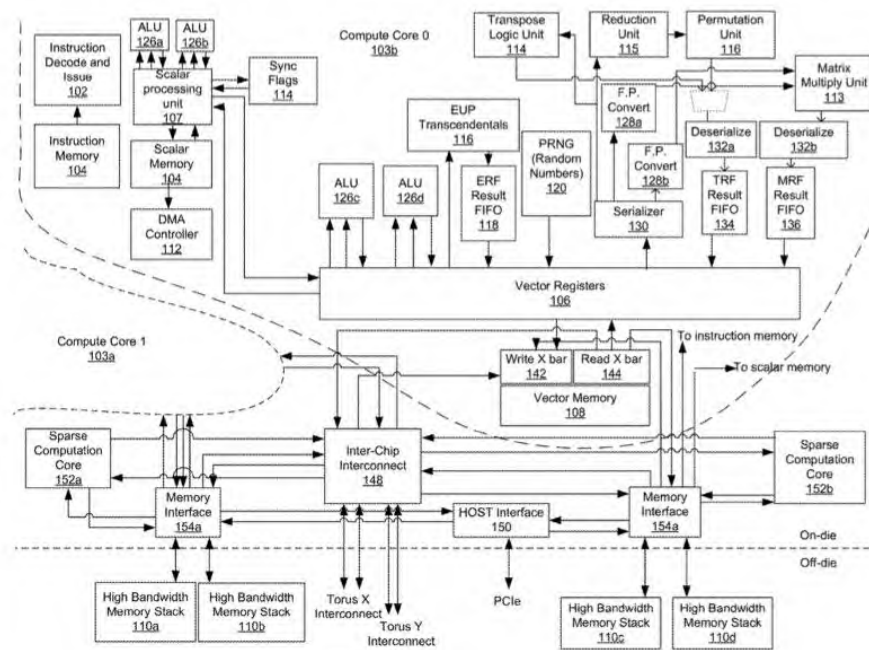 Compute Core 0
103b
Instruction
Decode and
Issue
102
Instruction
Memory
104
ALU
126a
ALU
126b
Scalar
processing
unit
107
Scalar
Memory
104
DMA
Controller
112
Sync
Flags
114
Transpose
Logic Unit
114
Reduction
Unit
115
Permutation
Unit
116
Matrix
Multiply Unit
113
F.P.
Convert
128a
F.P.
Convert
128b
Deserialize
132a
Deserialize
132b
EUP
Transcendentals
116
ALU
126c
ALU
126d
ERF
Result
FIFO
118
PRNG
(Random
Numbers)
120
Serializer
130
TRF
Result
FIFO
134
MRF
Result
FIFO
136
Vector Registers
106
Compute Core 1
103a
Write X bar
142
Read X bar
144
Vector Memory
108
To instruction memory
To scalar memory
Sparse
Computation
Core
152a
Inter-Chip
Interconnect
148
Sparse
Computation
Core
152b
Memory
Interface
154a
HOST Interface
150
Memory
Interface
154a
On-die
Off-die
High Bandwidth
Memory Stack
110a
High Bandwidth
Memory Stack
110b
Torus X
Interconnect
Torus Y
Interconnect
PCIe
High Bandwidth
Memory Stack
110c
High Bandwidth
Memory Stack
110d